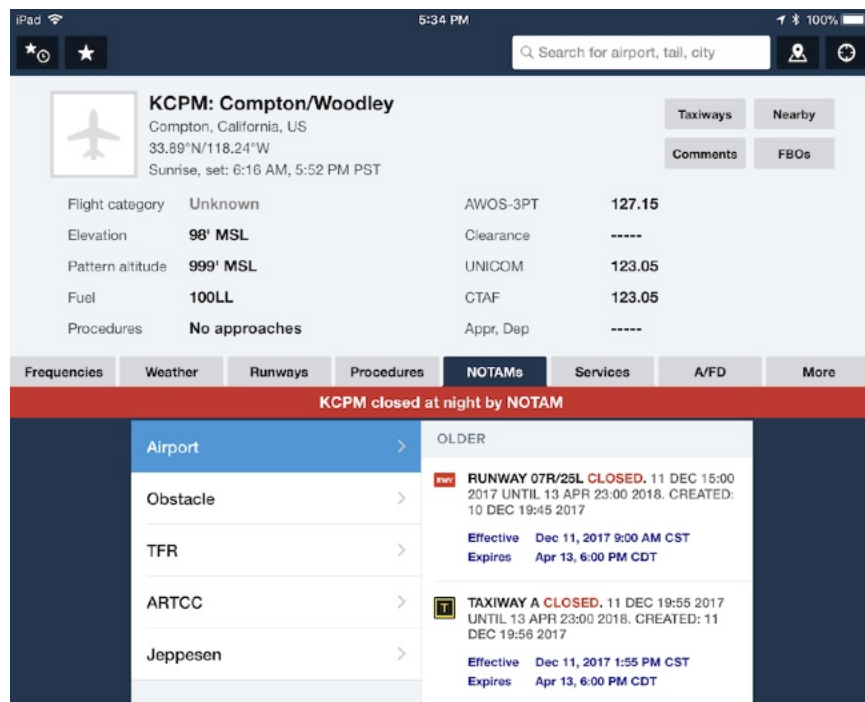 iPad 5:34 PM 100%
Search for airport, tail, city
KCPM: Compton/Woodley
Compton, California, US
33.89°N/118.24°W
Sunrise, set: 6:16 AM, 5:52 PM PST
Taxiways Nearby
Comments FBOs
Flight category Unknown AWOS-3PT 127.15
Elevation 98' MSL Clearance -----
Pattern altitude 999' MSL UNICOM 123.05
Fuel 100LL CTAF 123.05
Procedures No approaches Appr, Dep -----
Frequencies Weather Runways Procedures NOTAMs Services A/FD More
KCPM closed at night by NOTAM
Airport
Obstacle
TFR
ARTCC
Jeppesen
OLDER
RWY RUNWAY 07R/25L CLOSED. 11 DEC 15:00
2017 UNTIL 13 APR 23:00 2018. CREATED:
10 DEC 19:45 2017
Effective Dec 11, 2017 9:00 AM CST
Expires Apr 13, 6:00 PM CDT
T TAXIWAY A CLOSED. 11 DEC 19:55 2017
UNTIL 13 APR 23:00 2018. CREATED: 11
DEC 19:56 2017
Effective Dec 11, 2017 1:55 PM CST
Expires Apr 13, 6:00 PM CDT